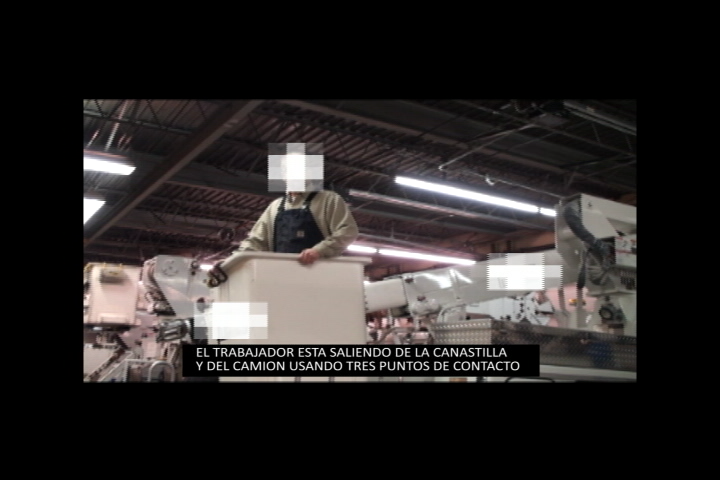 EL TRABAJADOR ESTA SALIENDO DE LA CANASTILLA
Y DEL CAMION USANDO TRES PUNTOS DE CONTACTO